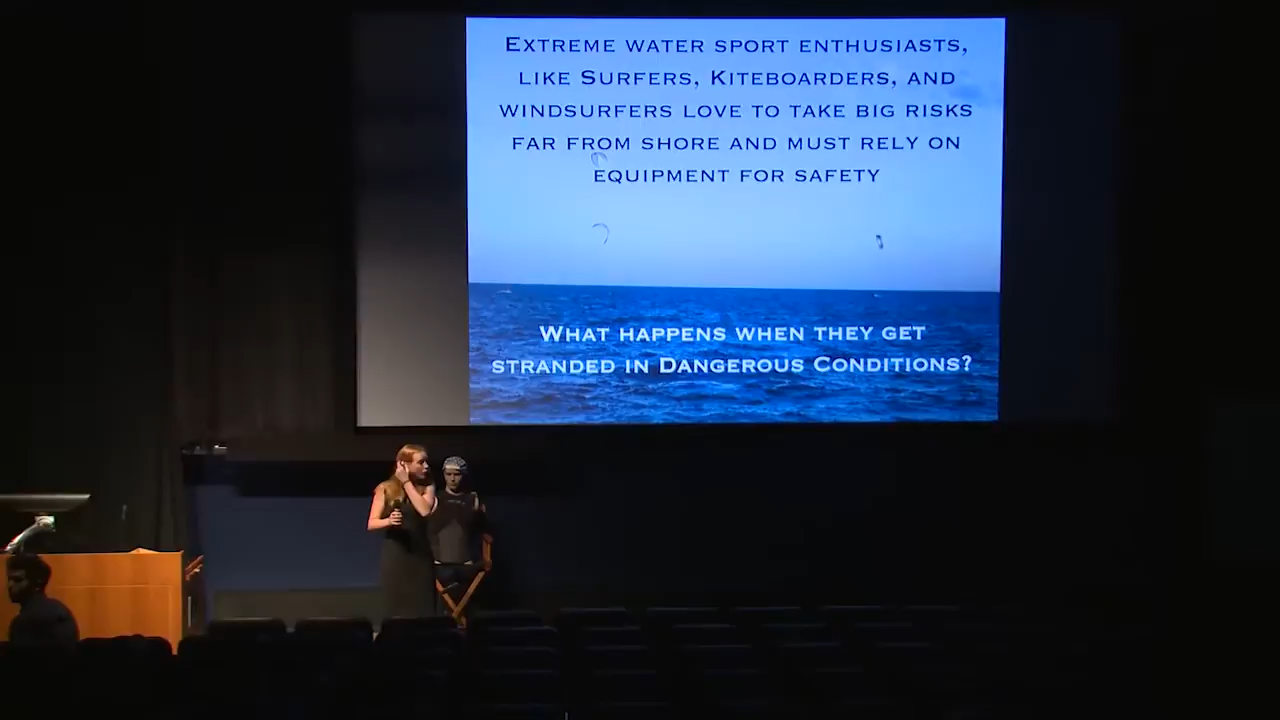 Extreme water sport enthusiasts,
like Surfers, Kiteboarders, and
windsurfers love to take big risks
far from shore and must rely on
equipment for safety
What happens when they get
stranded in Dangerous Conditions?